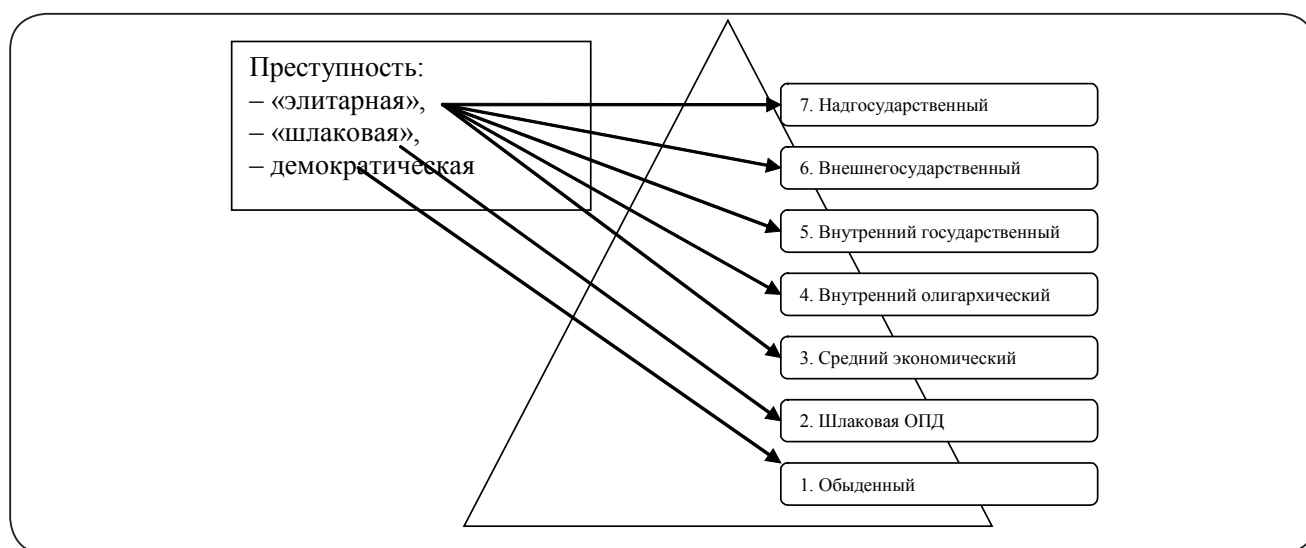 Преступность:
– «элитарная»,
– «шлаковая»,
– демократическая
7. Надгосударственный
6. Внешнегосударственный
5. Внутренний государственный
4. Внутренний олигархический
3. Средний экономический
2. Шлаковая ОПД
1. Обыденный